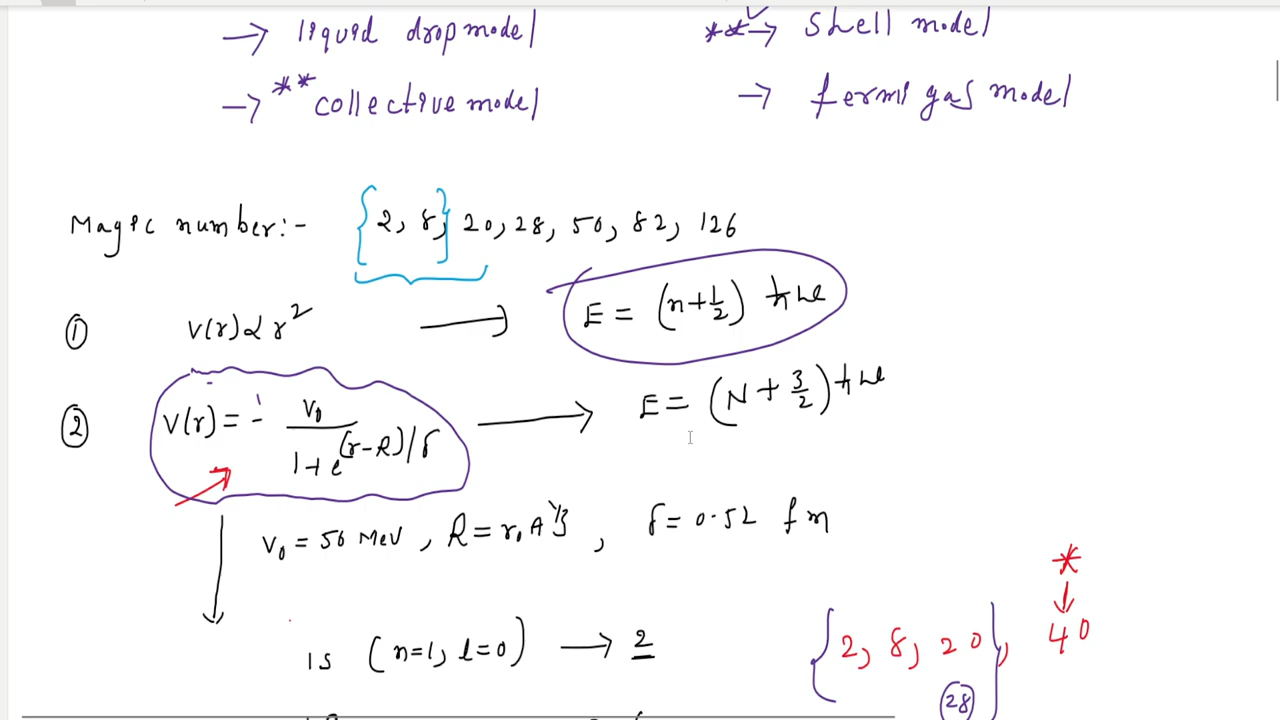 → liquid drop model **→ shell model
→ ** collective model → fermi gas model
Magic number:- {2, 8,} 20, 28, 50, 82, 126
① V(r) ∝ r² → E = (n+1/2) ħω
② V(r) = - V₀ / 1+e^(r-R)/δ → E = (N + 3/2) ħω
V₀ = 50 MeV, R = r₀A^1/3, δ = 0.52 fm
*
↓
1s (n=1, l=0) → 2 {2, 8, 20}, 40
28